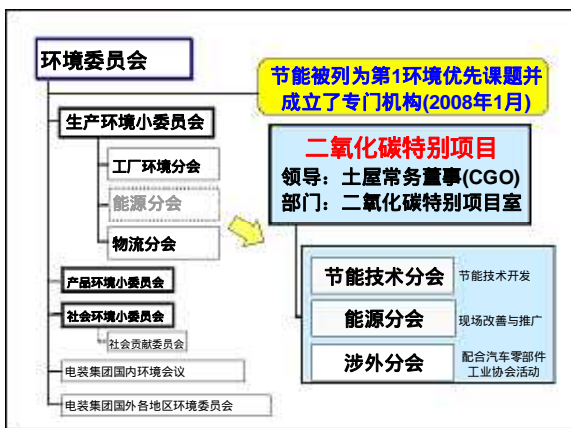 环境委员会
节能被列为第1环境优先课题并
成立了专门机构(2008年1月)
生产环境小委员会
工厂环境分会
能源分会
物流分会
产品环境小委员会
社会环境小委员会
社会贡献委员会
电装集团国内环境会议
电装集团国外各地区环境委员会
二氧化碳特别项目
领导：土屋常务董事(CGO)
部门：二氧化碳特别项目室
节能技术分会
节能技术开发
能源分会
现场改善与推广
涉外分会
配合汽车零部件
工业协会活动